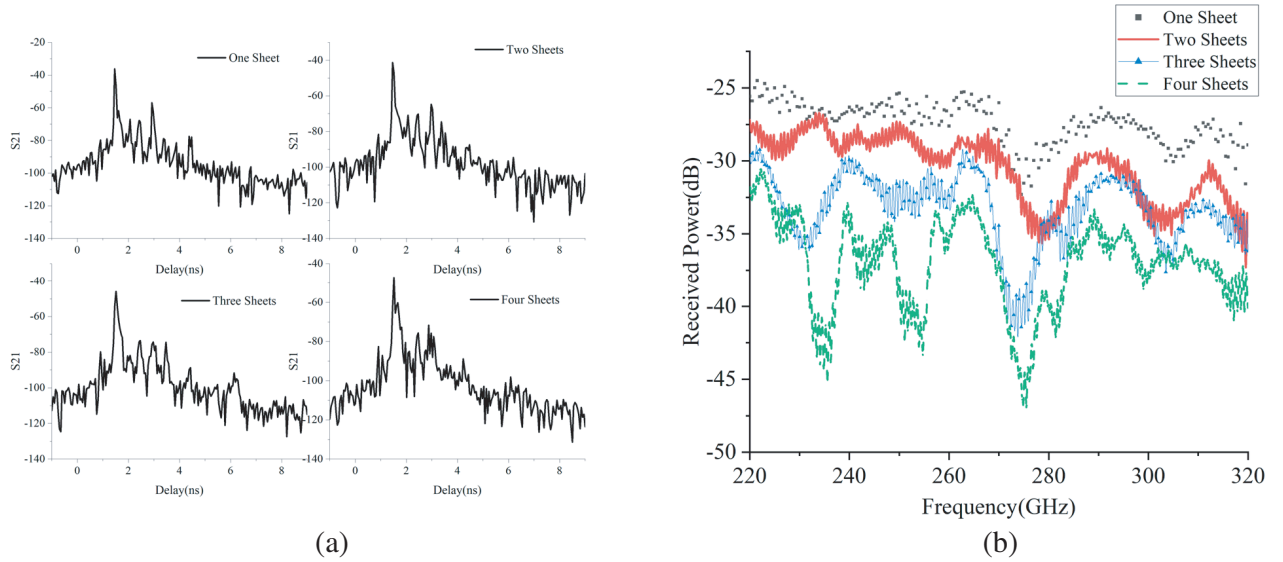 One Sheet
S21
-20
-40
-60
-80
-100
-120
-140
0 2 4 6 8
Delay(ns)
Two Sheets
S21
-20
-40
-60
-80
-100
-120
-140
0 2 4 6 8
Delay(ns)
Three Sheets
S21
-40
-60
-80
-100
-120
-140
0 2 4 6 8
Delay(ns)
Four Sheets
S21
-40
-60
-80
-100
-120
-140
0 2 4 6 8
Delay(ns)
(a)
One Sheet
Two Sheets
Three Sheets
Four Sheets
Received Power(dB)
-25
-30
-35
-40
-45
-50
220 240 260 280 300 320
Frequency(GHz)
(b)